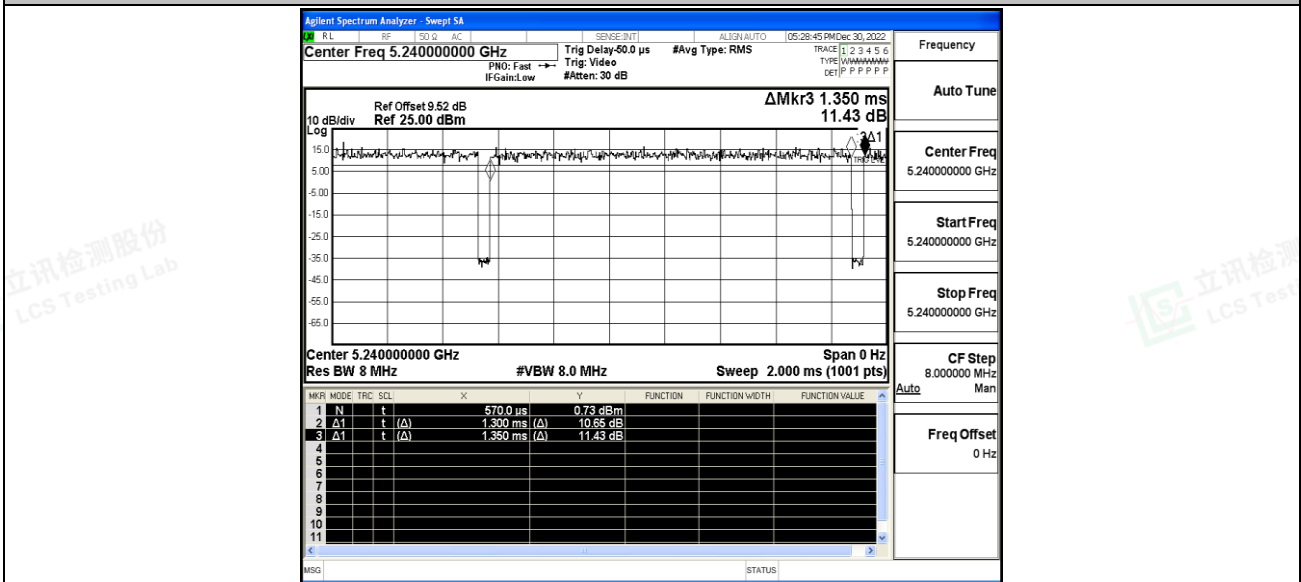 Agilent Spectrum Analyzer - Swept SA
RL RF 50 Ω AC SENSE:INT ALIGN AUTO 05:28:45 PM Dec 30, 2022
Center Freq 5.240000000 GHz
PNO: Fast
IFGain:Low
Trig Delay-50.0 µs
Trig: Video
#Atten: 30 dB
#Avg Type: RMS
TRACE 1 2 3 4 5 6
TYPE WWWWWW
DET P P P P P P
Ref Offset 9.52 dB
10 dB/div Ref 25.00 dBm
Log
ΔMkr3 1.350 ms
11.43 dB
3Δ1
15.0
5.00
-5.00
-15.0
-25.0
-35.0
-45.0
-55.0
-65.0
Center 5.240000000 GHz Span 0 Hz
Res BW 8 MHz #VBW 8.0 MHz Sweep 2.000 ms (1001 pts)
MKR MODE TRC SCL X Y FUNCTION FUNCTION WIDTH FUNCTION VALUE
1 N t 570.0 µs 0.73 dBm
2 Δ1 t (Δ) 1.300 ms (Δ) 10.65 dB
3 Δ1 t (Δ) 1.350 ms (Δ) 11.43 dB
4
5
6
7
8
9
10
11
MSG STATUS
Frequency
Auto Tune
Center Freq
5.240000000 GHz
Start Freq
5.240000000 GHz
Stop Freq
5.240000000 GHz
CF Step
8.000000 MHz
Auto Man
Freq Offset
0 Hz
立讯检测股份
LCS Testing Lab
立讯检测
LCS Test